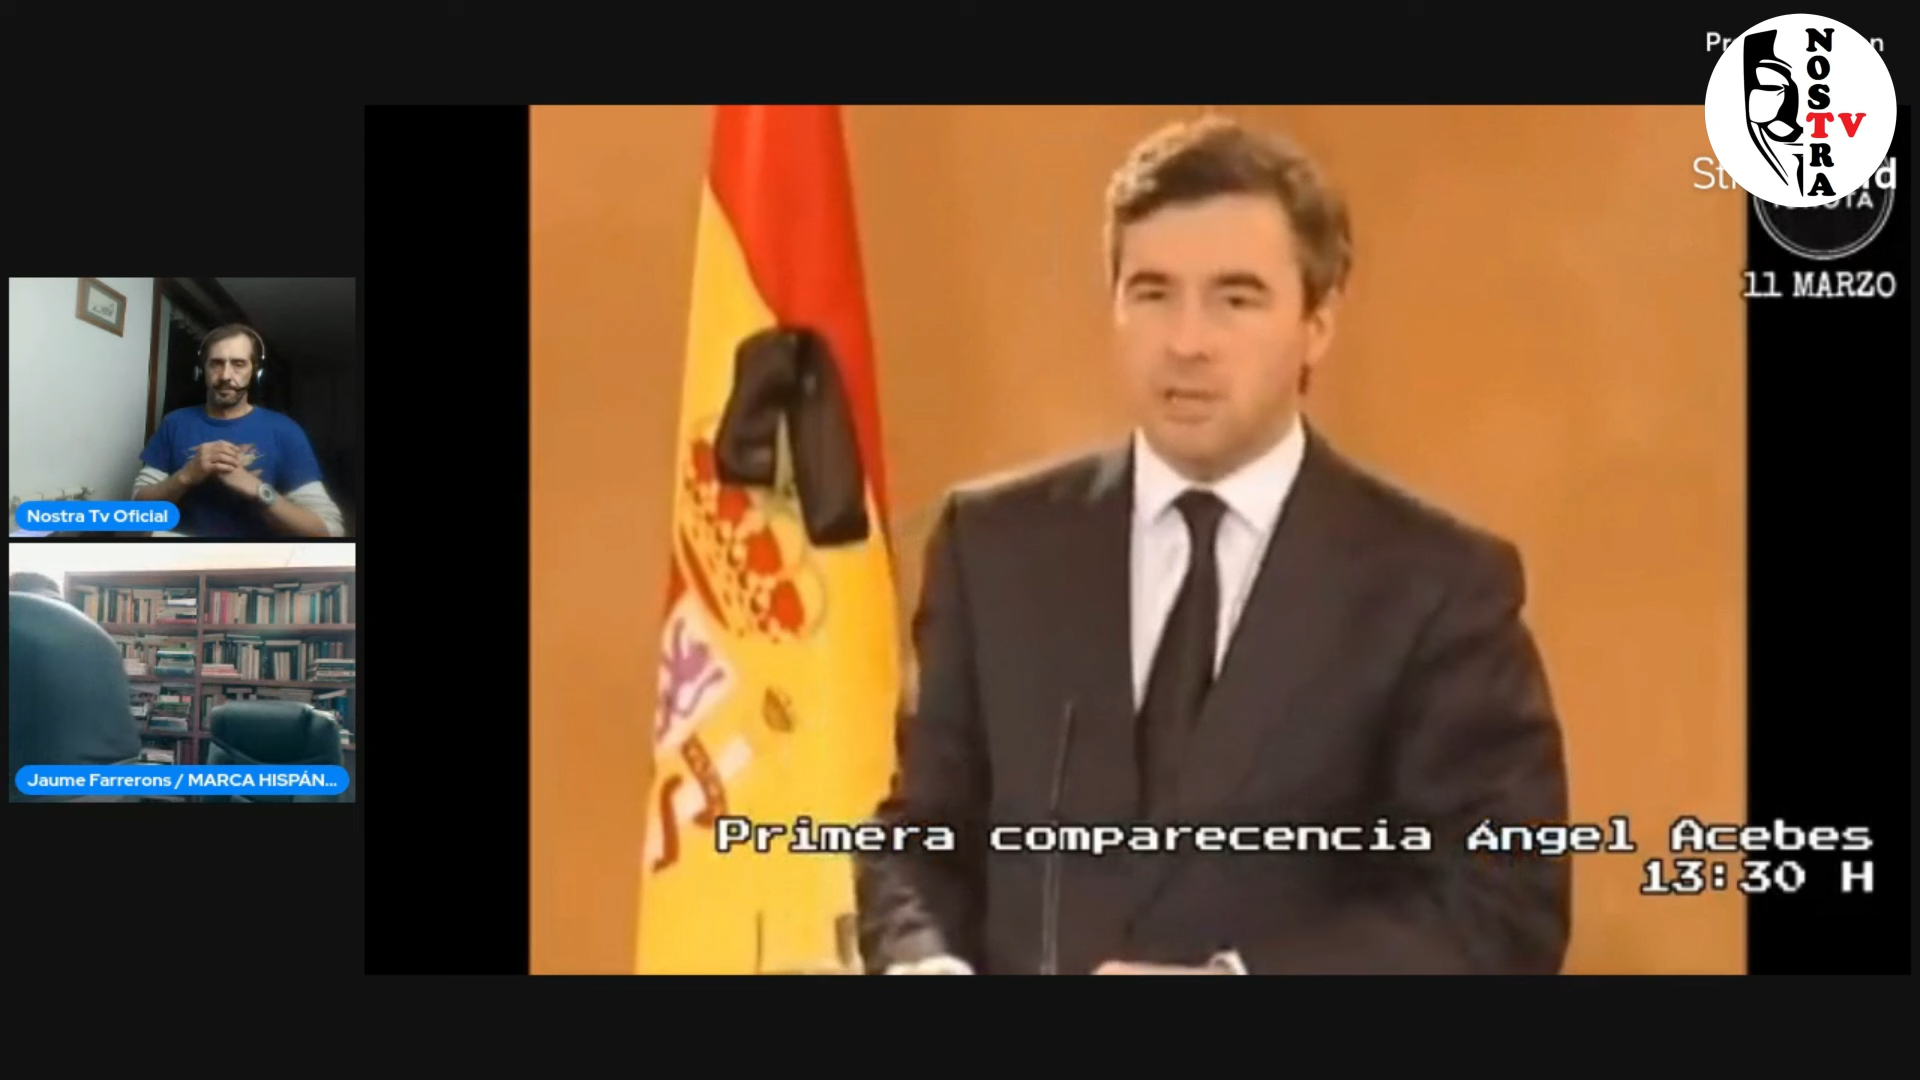 NOSTRA
TV
11 MARZO
Nostra Tv Oficial
Jaume Farrerons / MARCA HISPÁN...
Primera comparecencia Ángel Acebes
13:30 H